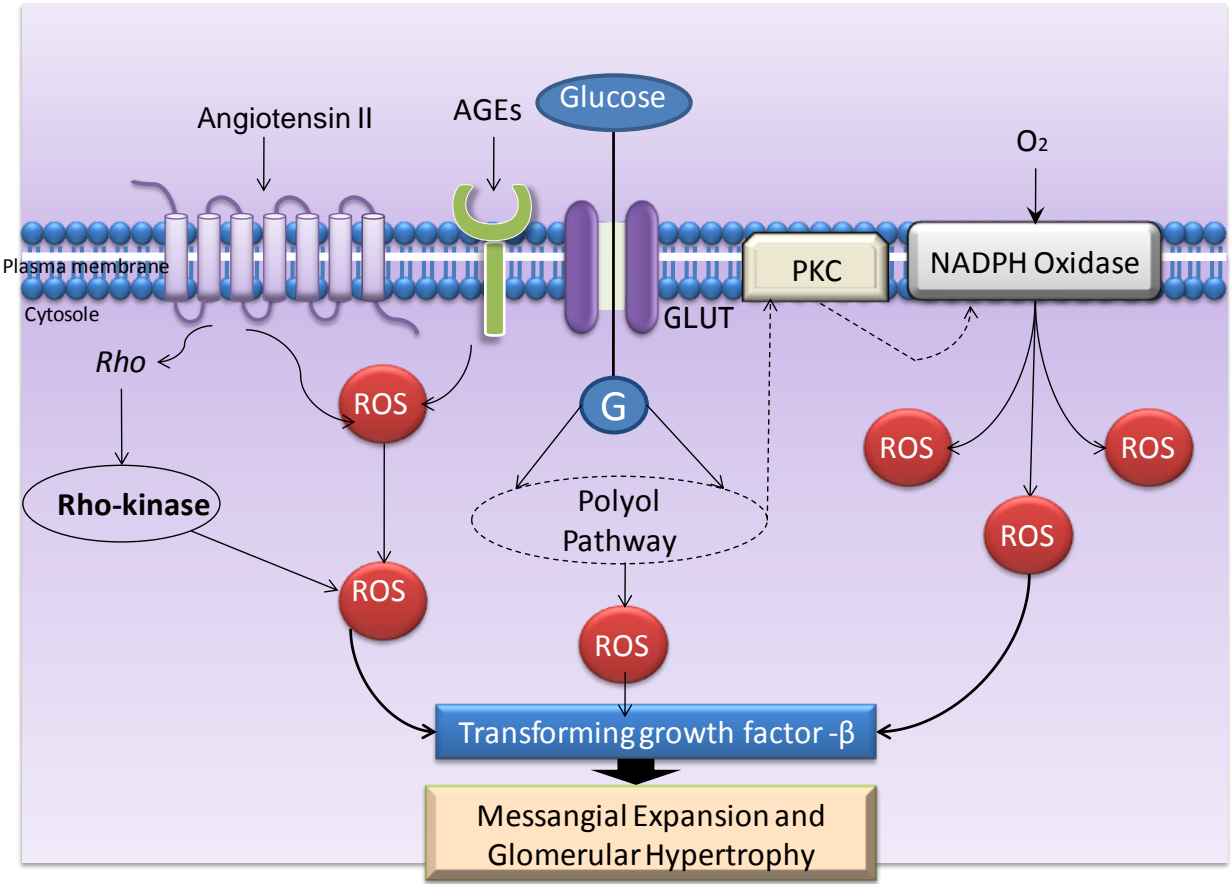 Glucose
AGEs
Angiotensin II
O2
Plasma membrane
PKC
NADPH Oxidase
Cytosole
GLUT
Rho
ROS
G
ROS
ROS
Rho-kinase
Polyol
Pathway
ROS
ROS
ROS
Transforming growth factor -β
Messangial Expansion and
Glomerular Hypertrophy